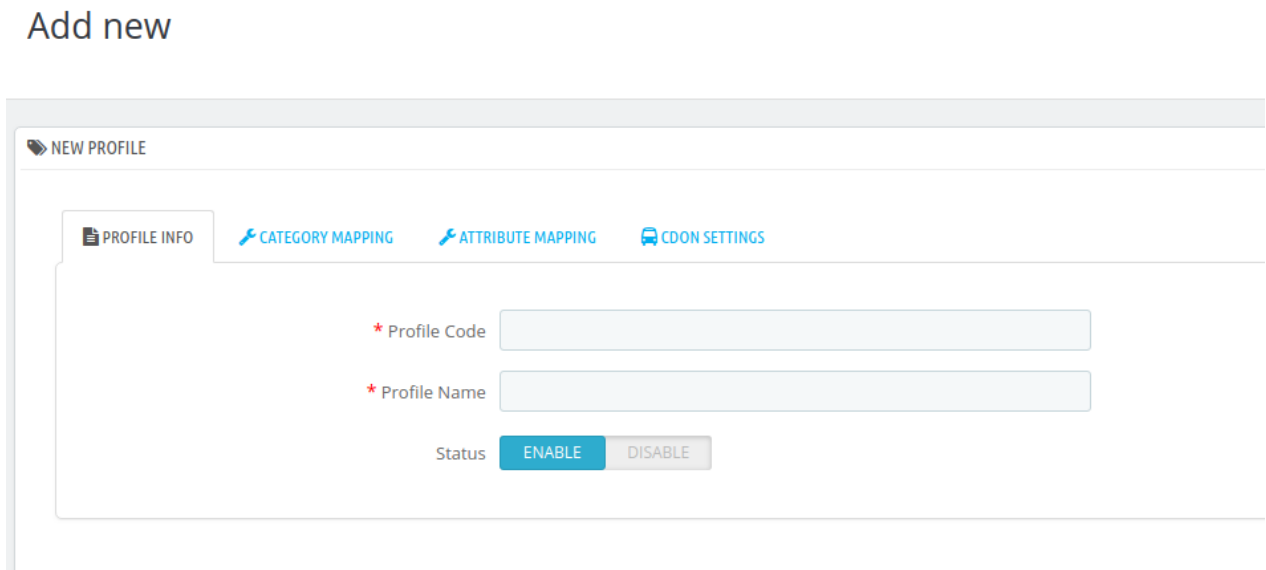 Add new
NEW PROFILE
PROFILE INFO CATEGORY MAPPING ATTRIBUTE MAPPING CDON SETTINGS
* Profile Code
* Profile Name
Status ENABLE DISABLE